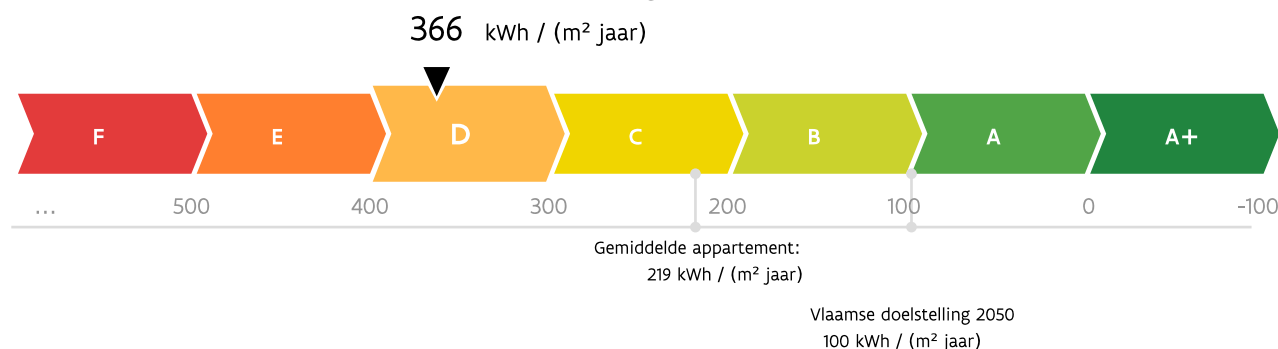 366 kWh / (m² jaar)
F E D C B A A+
... 500 400 300 200 100 0 -100
Gemiddelde appartement:
219 kWh / (m² jaar)
Vlaamse doelstelling 2050
100 kWh / (m² jaar)